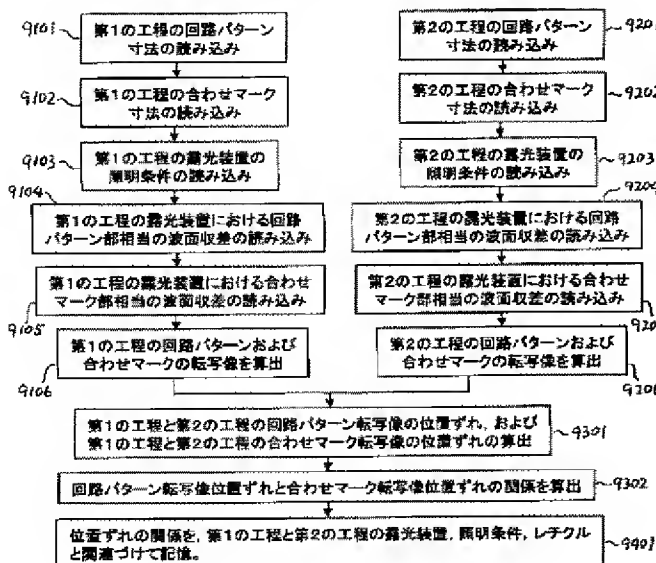 9101
第1の工程の回路パターン
寸法の読み込み
9102
第1の工程の合わせマーク
寸法の読み込み
9103
第1の工程の露光装置の
照明条件の読み込み
9104
第1の工程の露光装置における回路
パターン部相当の波面収差の読み込み
第1の工程の露光装置における合わせ
マーク部相当の波面収差の読み込み
9105
第1の工程の回路パターンおよび
合わせマークの転写像を算出
9106
9201
第2の工程の回路パターン
寸法の読み込み
第2の工程の合わせマーク
寸法の読み込み
9202
第2の工程の露光装置の
照明条件の読み込み
9203
9204
第2の工程の露光装置における回路
パターン部相当の波面収差の読み込み
第2の工程の露光装置における合わせ
マーク部相当の波面収差の読み込み
第2の工程の回路パターンおよび
合わせマークの転写像を算出
9206
第1の工程と第2の工程の回路パターン転写像の位置ずれ、および
第1の工程と第2の工程の合わせマーク転写像の位置ずれの算出
9301
回路パターン転写像位置ずれと合わせマーク転写像位置ずれの関係を算出
9302
位置ずれの関係を、第1の工程と第2の工程の露光装置、照明条件、レチクル
と関連づけて記憶。
9401